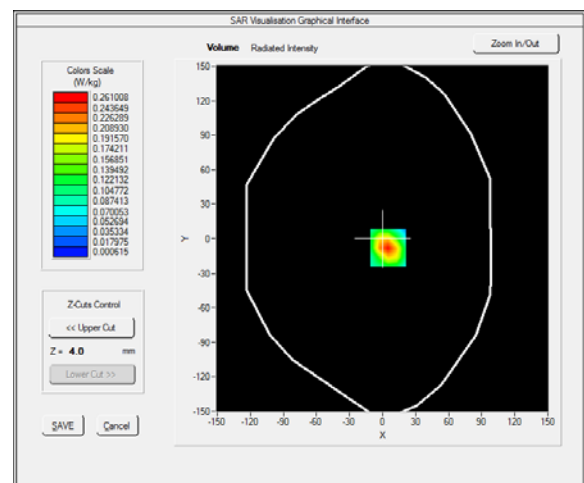 SAR Visualisation Graphical Interface
Volume Radiated Intensity
Zoom In/Out
Colors Scale
(W/kg)
0.261008
0.243649
0.226289
0.208930
0.191570
0.174211
0.156851
0.139492
0.122132
0.104772
0.087413
0.070053
0.052694
0.035334
0.017975
0.000615
Z-Cuts Control
<< Upper Cut
Z = 4.0 mm
Lower Cut >>
SAVE Cancel
150
120
90
60
30
0
-30
-60
-90
-120
-150
Y
-150 -120 -90 -60 -30 0 30 60 90 120 150
X